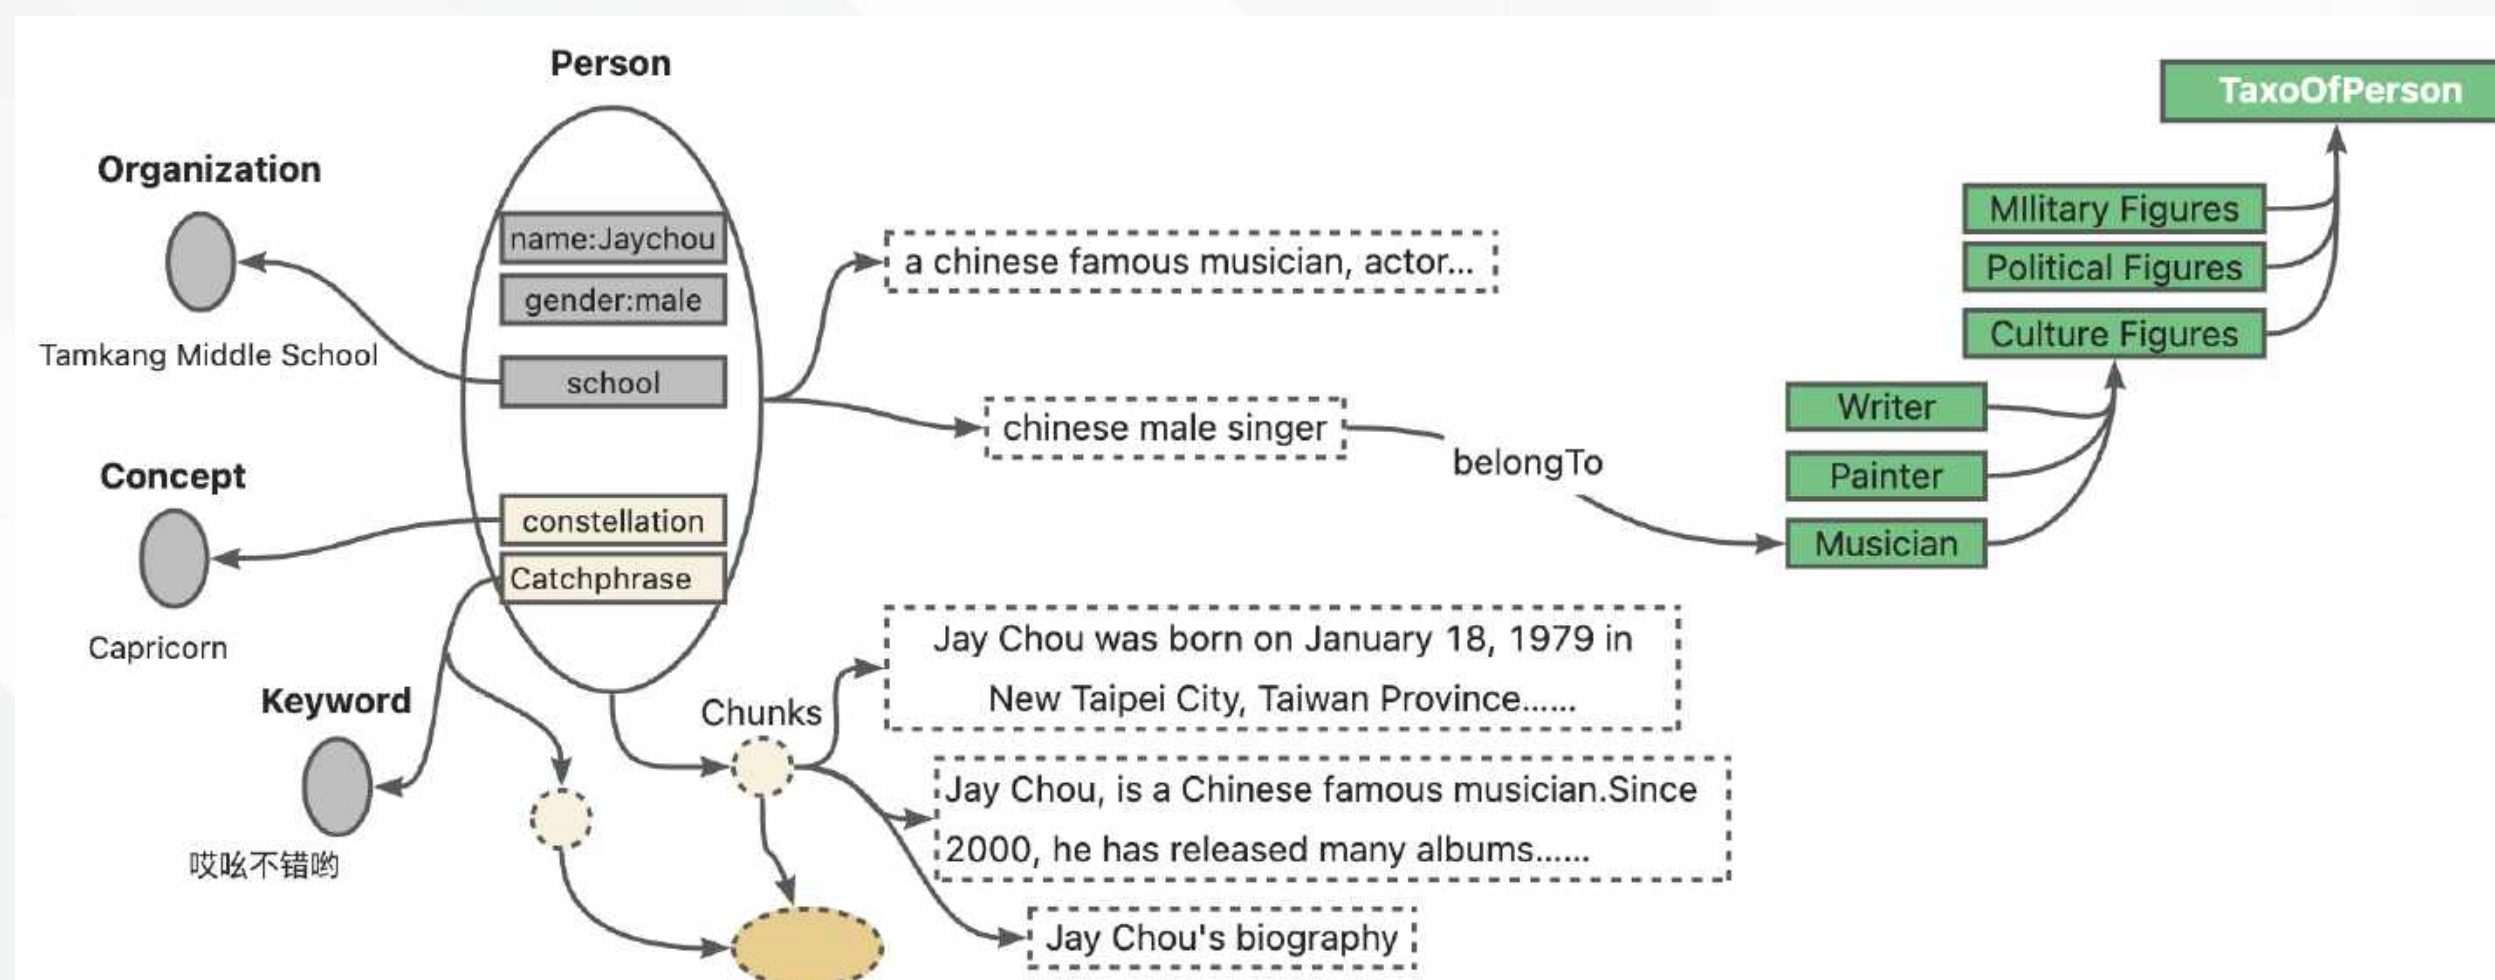 Person
TaxoOfPerson
Organization
MIlitary Figures
name:Jaychou
a chinese famous musician, actor...
Political Figures
gender:male
Culture Figures
Tamkang Middle School
school
Writer
chinese male singer
belongTo
Concept
Painter
constellation
Musician
Catchphrase
Capricorn
Jay Chou was born on January 18, 1979 in
New Taipei City, Taiwan Province......
Keyword
Chunks
Jay Chou, is a Chinese famous musician.Since
2000, he has released many albums......
哎吆不错哟
Jay Chou's biography